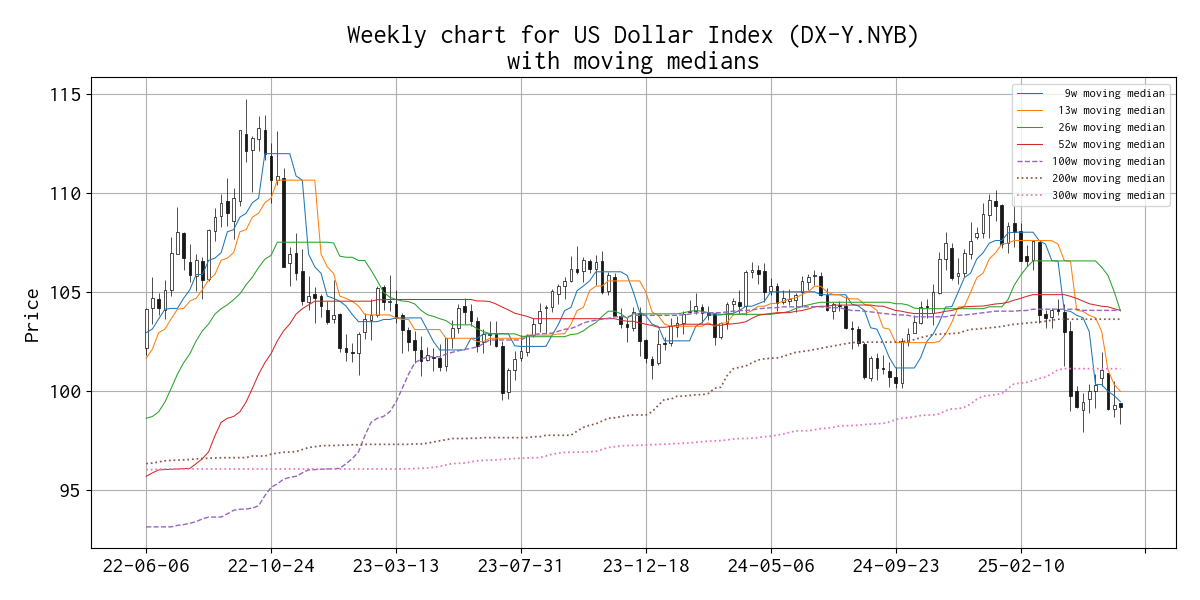 Weekly chart for US Dollar Index (DX-Y.NYB)
with moving medians
9w moving median
13w moving median
26w moving median
52w moving median
100w moving median
200w moving median
300w moving median
Price
115
110
105
100
95
22-06-06
22-10-24
23-03-13
23-07-31
23-12-18
24-05-06
24-09-23
25-02-10